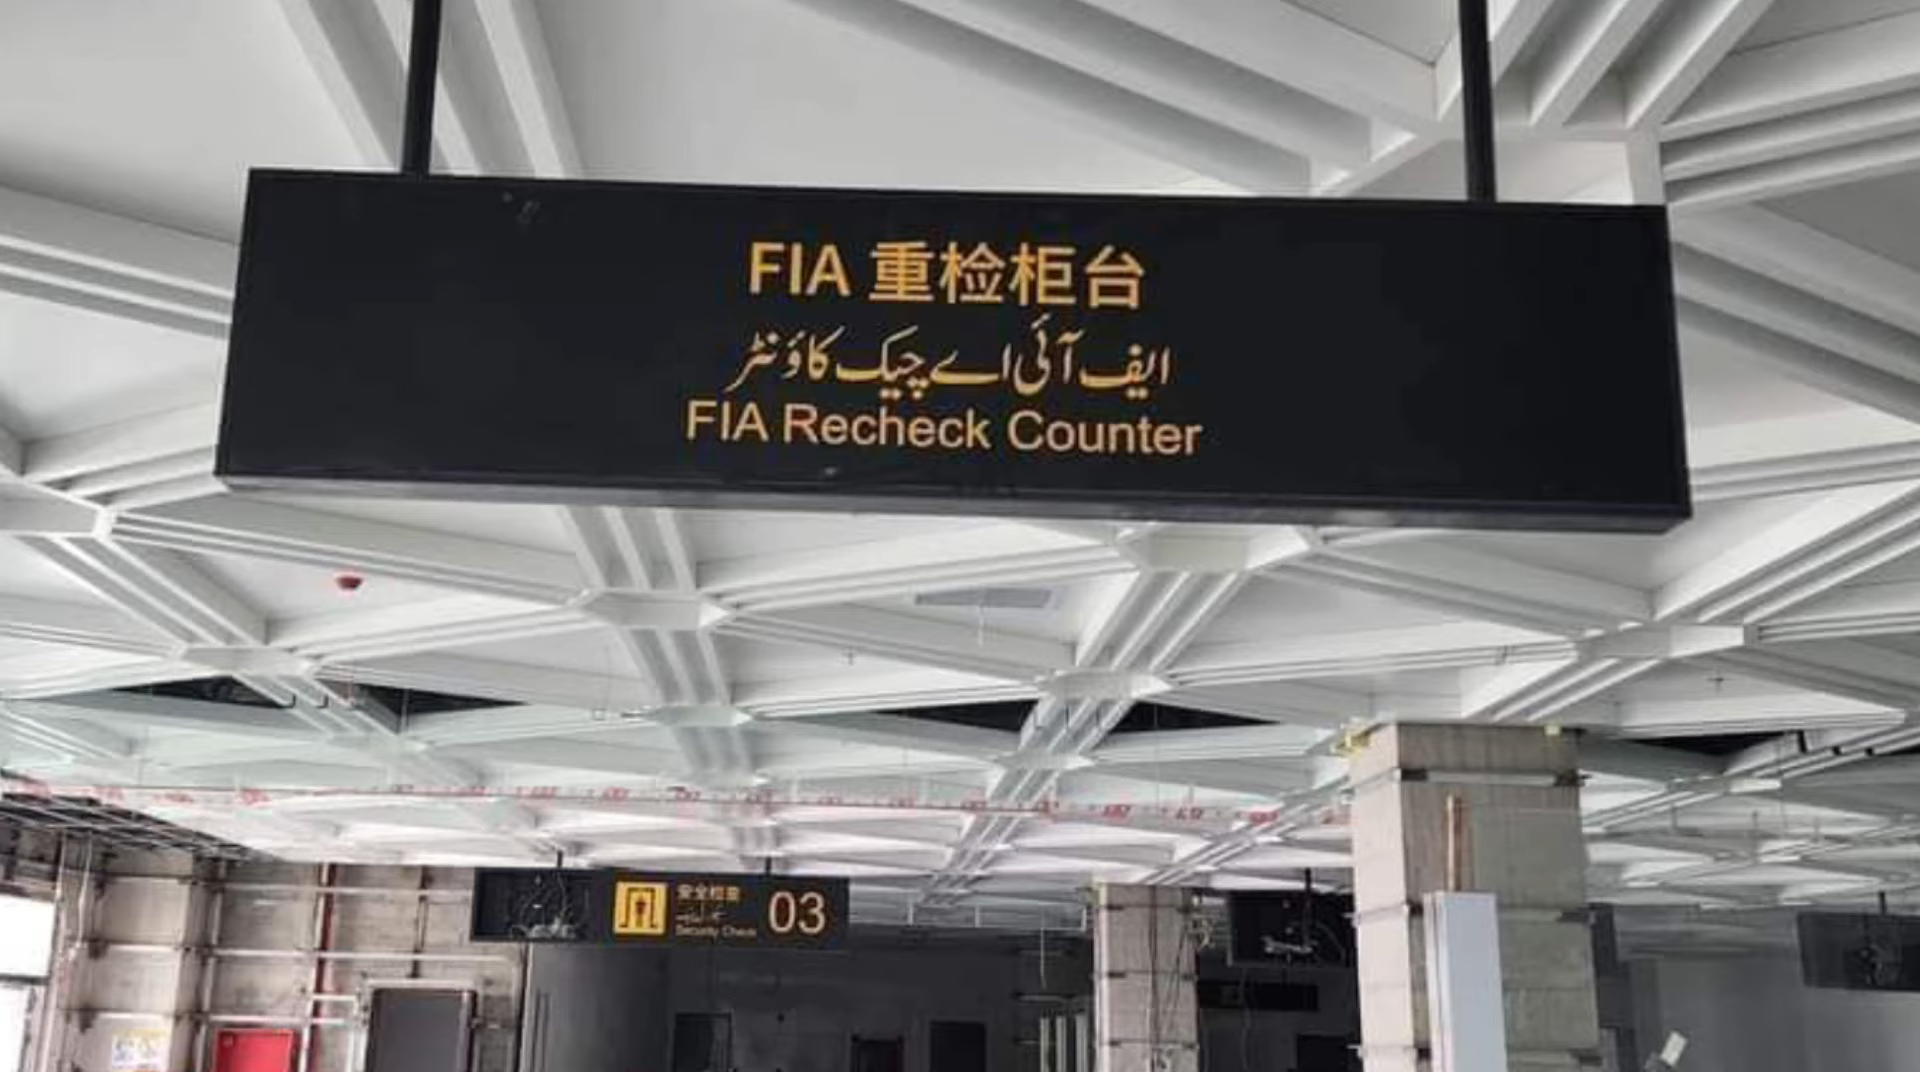 FIA 重检柜台
ایف آئی اے چیک کاؤنٹر
FIA Recheck Counter
安全检查
Security Check
03